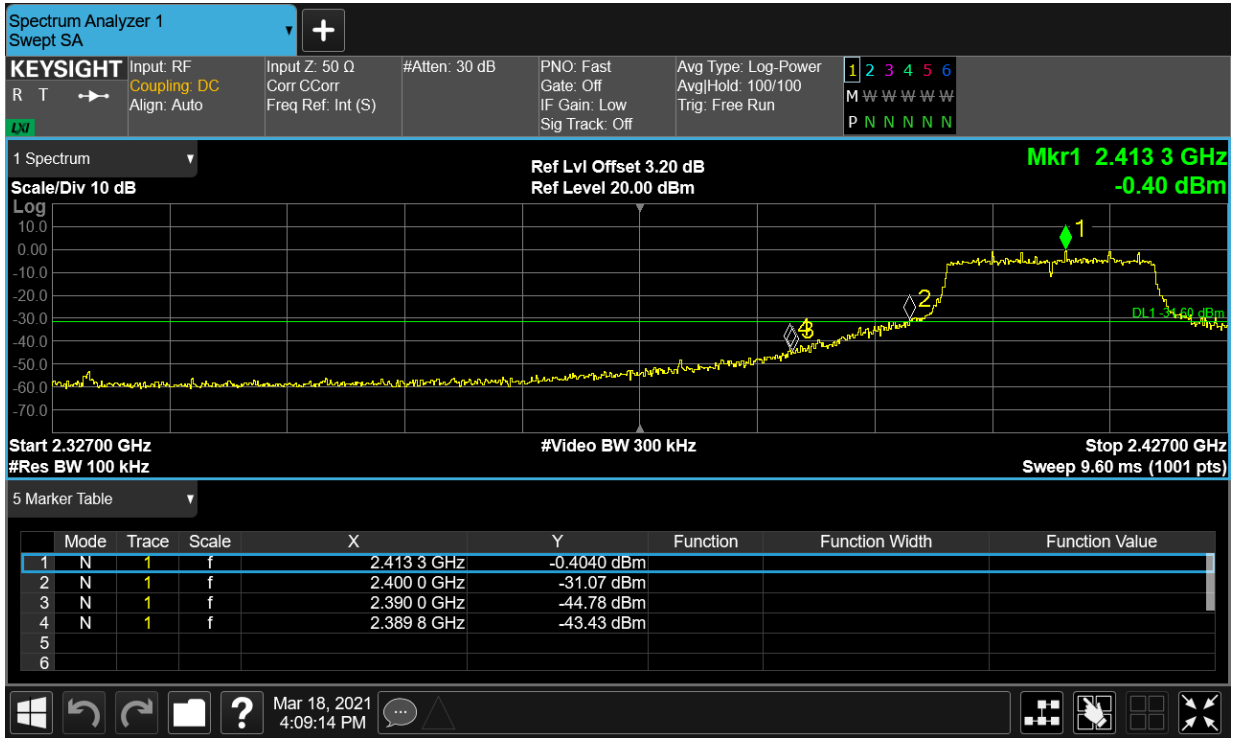 Spectrum Analyzer 1
Swept SA
KEYSIGHT
R T
LXI
Input: RF
Coupling: DC
Align: Auto
Input Z: 50 Ω
Corr CCorr
Freq Ref: Int (S)
#Atten: 30 dB
PNO: Fast
Gate: Off
IF Gain: Low
Sig Track: Off
Avg Type: Log-Power
Avg|Hold: 100/100
Trig: Free Run
1 2 3 4 5 6
M W W W W W
P N N N N N
1 Spectrum
Scale/Div 10 dB
Ref Lvl Offset 3.20 dB
Ref Level 20.00 dBm
Mkr1 2.413 3 GHz
-0.40 dBm
Log
10.0
0.00
-10.0
-20.0
-30.0
-40.0
-50.0
-60.0
-70.0
1
2
4
3
DL1 -31.60 dBm
Start 2.32700 GHz
#Video BW 300 kHz
Stop 2.42700 GHz
#Res BW 100 kHz
Sweep 9.60 ms (1001 pts)
5 Marker Table
Mode Trace Scale X Y Function Function Width Function Value
1 N 1 f 2.413 3 GHz -0.4040 dBm
2 N 1 f 2.400 0 GHz -31.07 dBm
3 N 1 f 2.390 0 GHz -44.78 dBm
4 N 1 f 2.389 8 GHz -43.43 dBm
5
6
?
Mar 18, 2021
4:09:14 PM